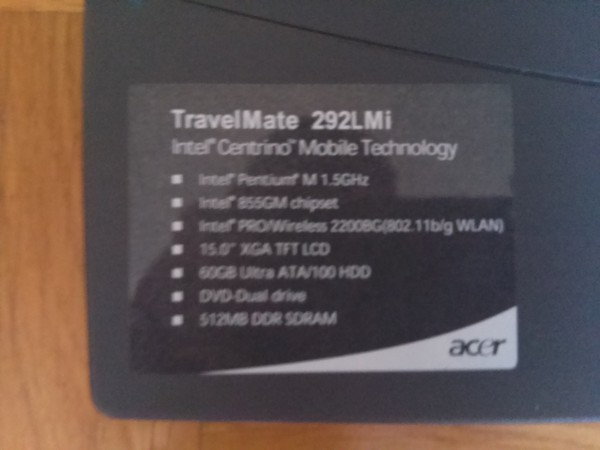 TravelMate 292LMi
Intel® Centrino™ Mobile Technology
■ Intel® Pentium® M 1.5GHz
■ Intel® 855GM chipset
■ Intel® PRO/Wireless 2200BG(802.11b/g WLAN)
■ 15.0" XGA TFT LCD
■ 60GB Ultra ATA/100 HDD
■ DVD-Dual drive
■ 512MB DDR SDRAM
acer